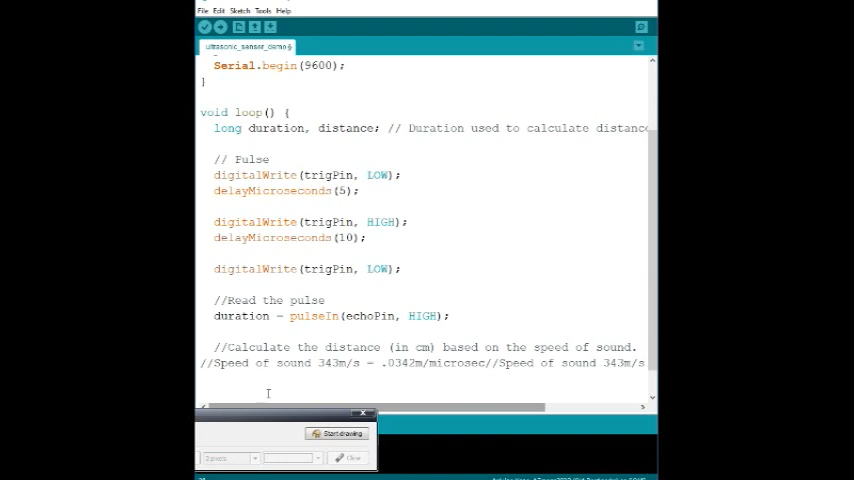 File Edit Sketch Tools Help
ultrasonic_sensor_demo§
Serial.begin(9600);
}
void loop() {
long duration, distance; // Duration used to calculate distance
// Pulse
digitalWrite(trigPin, LOW);
delayMicroseconds(5);
digitalWrite(trigPin, HIGH);
delayMicroseconds(10);
digitalWrite(trigPin, LOW);
//Read the pulse
duration = pulseIn(echoPin, HIGH);
//Calculate the distance (in cm) based on the speed of sound.
//Speed of sound 343m/s = .0342m/microsec//Speed of sound 343m/s
Start drawing
2 pixels
Clear